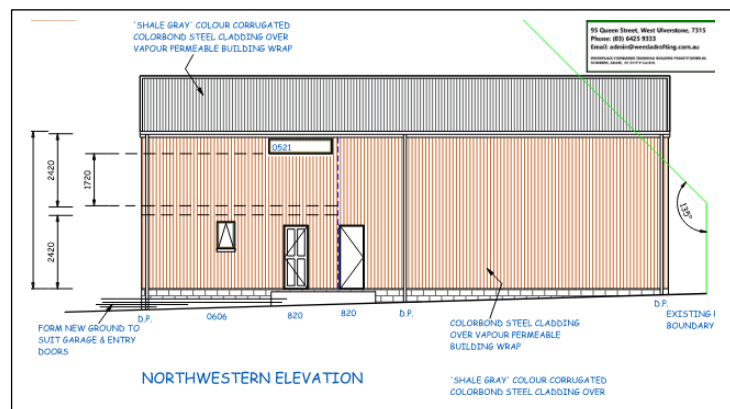 'SHALE GRAY' COLOUR CORRUGATED
COLORBOND STEEL CLADDING OVER
VAPOUR PERMEABLE BUILDING WRAP
95 Queen Street, West Ulverstone, 7315
Phone: (03) 6425 9333
Email: admin@weedadrafting.com.au
0521
2420
1720
2420
135°
D.P.
0606
820
820
D.P.
D.P.
FORM NEW GROUND TO
SUIT GARAGE & ENTRY
DOORS
COLORBOND STEEL CLADDING
OVER VAPOUR PERMEABLE
BUILDING WRAP
EXISTING
BOUNDARY
NORTHWESTERN ELEVATION
'SHALE GRAY' COLOUR CORRUGATED
COLORBOND STEEL CLADDING OVER